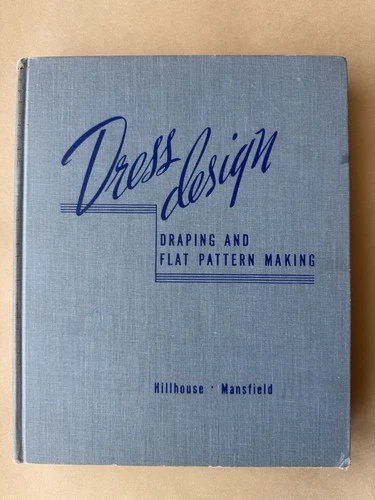 Dress
design
DRAPING AND
FLAT PATTERN MAKING
Hillhouse · Mansfield